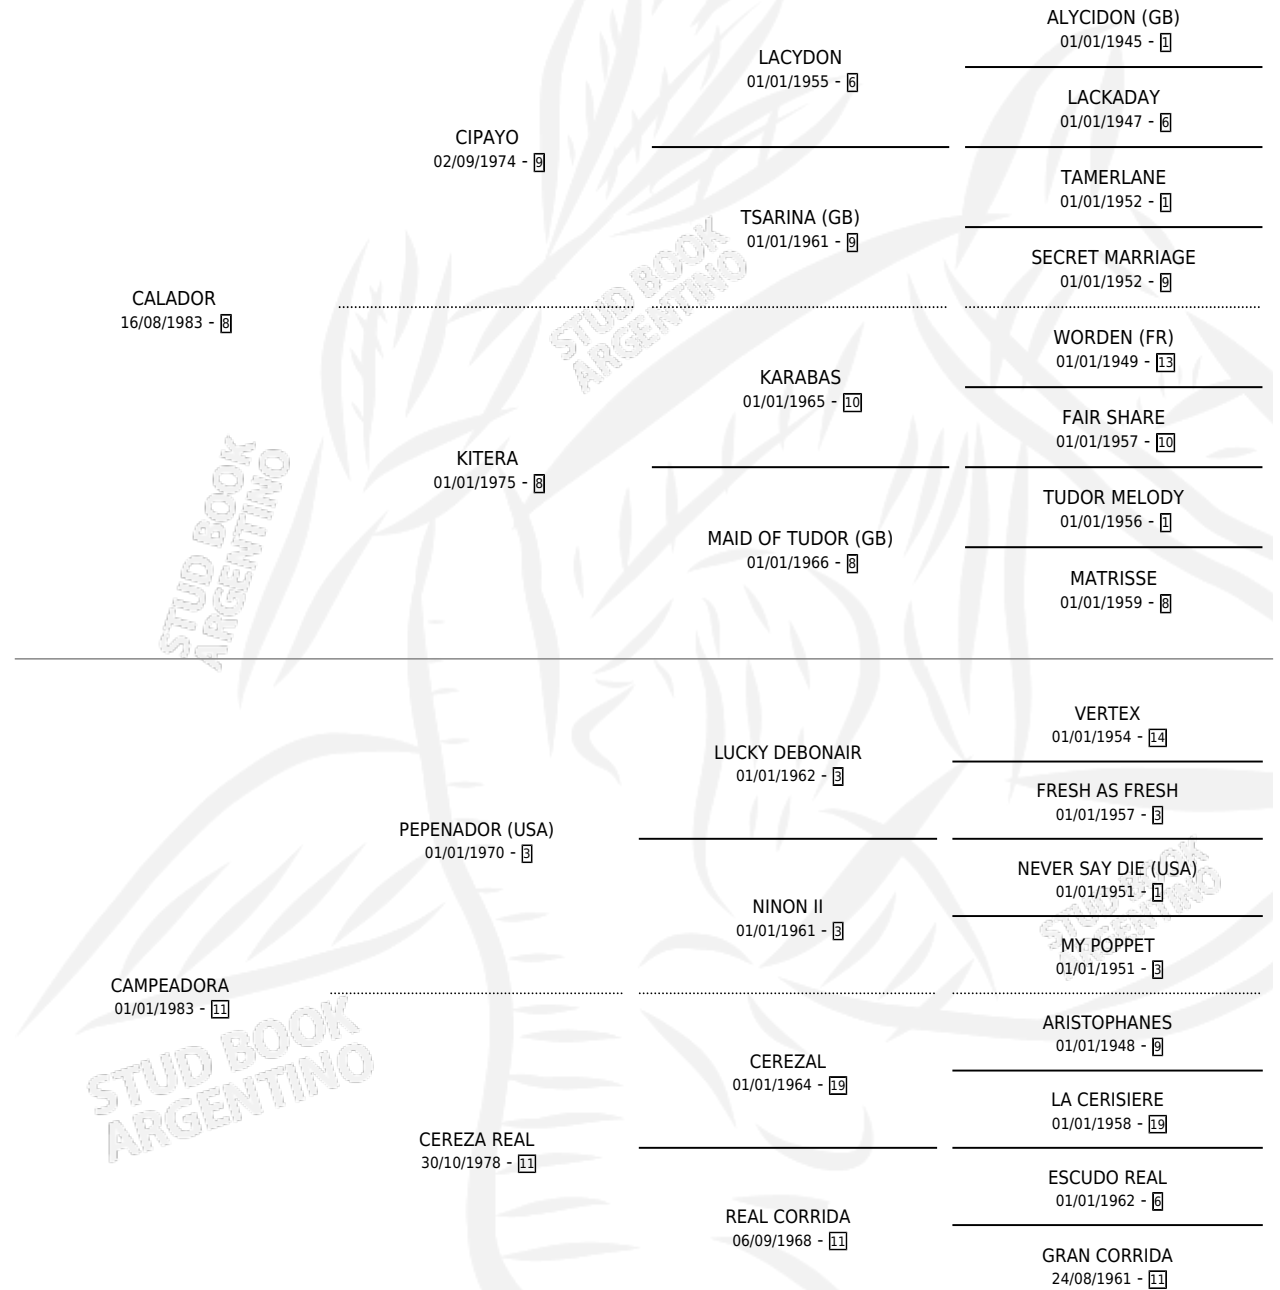 ALYCIDON (GB)
01/01/1945 - 1
LACYDON
01/01/1955 - 6
LACKADAY
01/01/1947 - 6
CIPAYO
02/09/1974 - 9
TAMERLANE
01/01/1952 - 1
TSARINA (GB)
01/01/1961 - 9
SECRET MARRIAGE
01/01/1952 - 9
CALADOR
16/08/1983 - 8
WORDEN (FR)
01/01/1949 - 13
KARABAS
01/01/1965 - 10
FAIR SHARE
01/01/1957 - 10
KITERA
01/01/1975 - 8
TUDOR MELODY
01/01/1956 - 1
MAID OF TUDOR (GB)
01/01/1966 - 8
MATRISSE
01/01/1959 - 8
VERTEX
01/01/1954 - 14
LUCKY DEBONAIR
01/01/1962 - 3
FRESH AS FRESH
01/01/1957 - 3
PEPENADOR (USA)
01/01/1970 - 3
NEVER SAY DIE (USA)
01/01/1951 - 1
NINON II
01/01/1961 - 3
MY POPPET
01/01/1951 - 3
CAMPEADORA
01/01/1983 - 11
ARISTOPHANES
01/01/1948 - 9
CEREZAL
01/01/1964 - 19
LA CERISIERE
01/01/1958 - 19
CEREZA REAL
30/10/1978 - 11
ESCUDO REAL
01/01/1962 - 6
REAL CORRIDA
06/09/1968 - 11
GRAN CORRIDA
24/08/1961 - 11
STUD BOOK
ARGENTINO
STUD BOOK
ARGENTINO
STUD BOOK
ARGENTINO
STUD BOOK
ARGENTINO